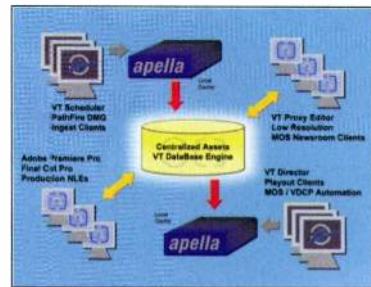 apella
Local
Cache
VT Scheduler
PathFire DMG
Ingest Clients
VT Proxy Editor
Low Resolution
MOS Newsroom Clients
Centralized Assets
VT DataBase Engine
Adobe Premiere Pro
Final Cut Pro
Production NLEs
VT Director
Playout Clients
MOS / VDCP Automation
Local
Cache
apella